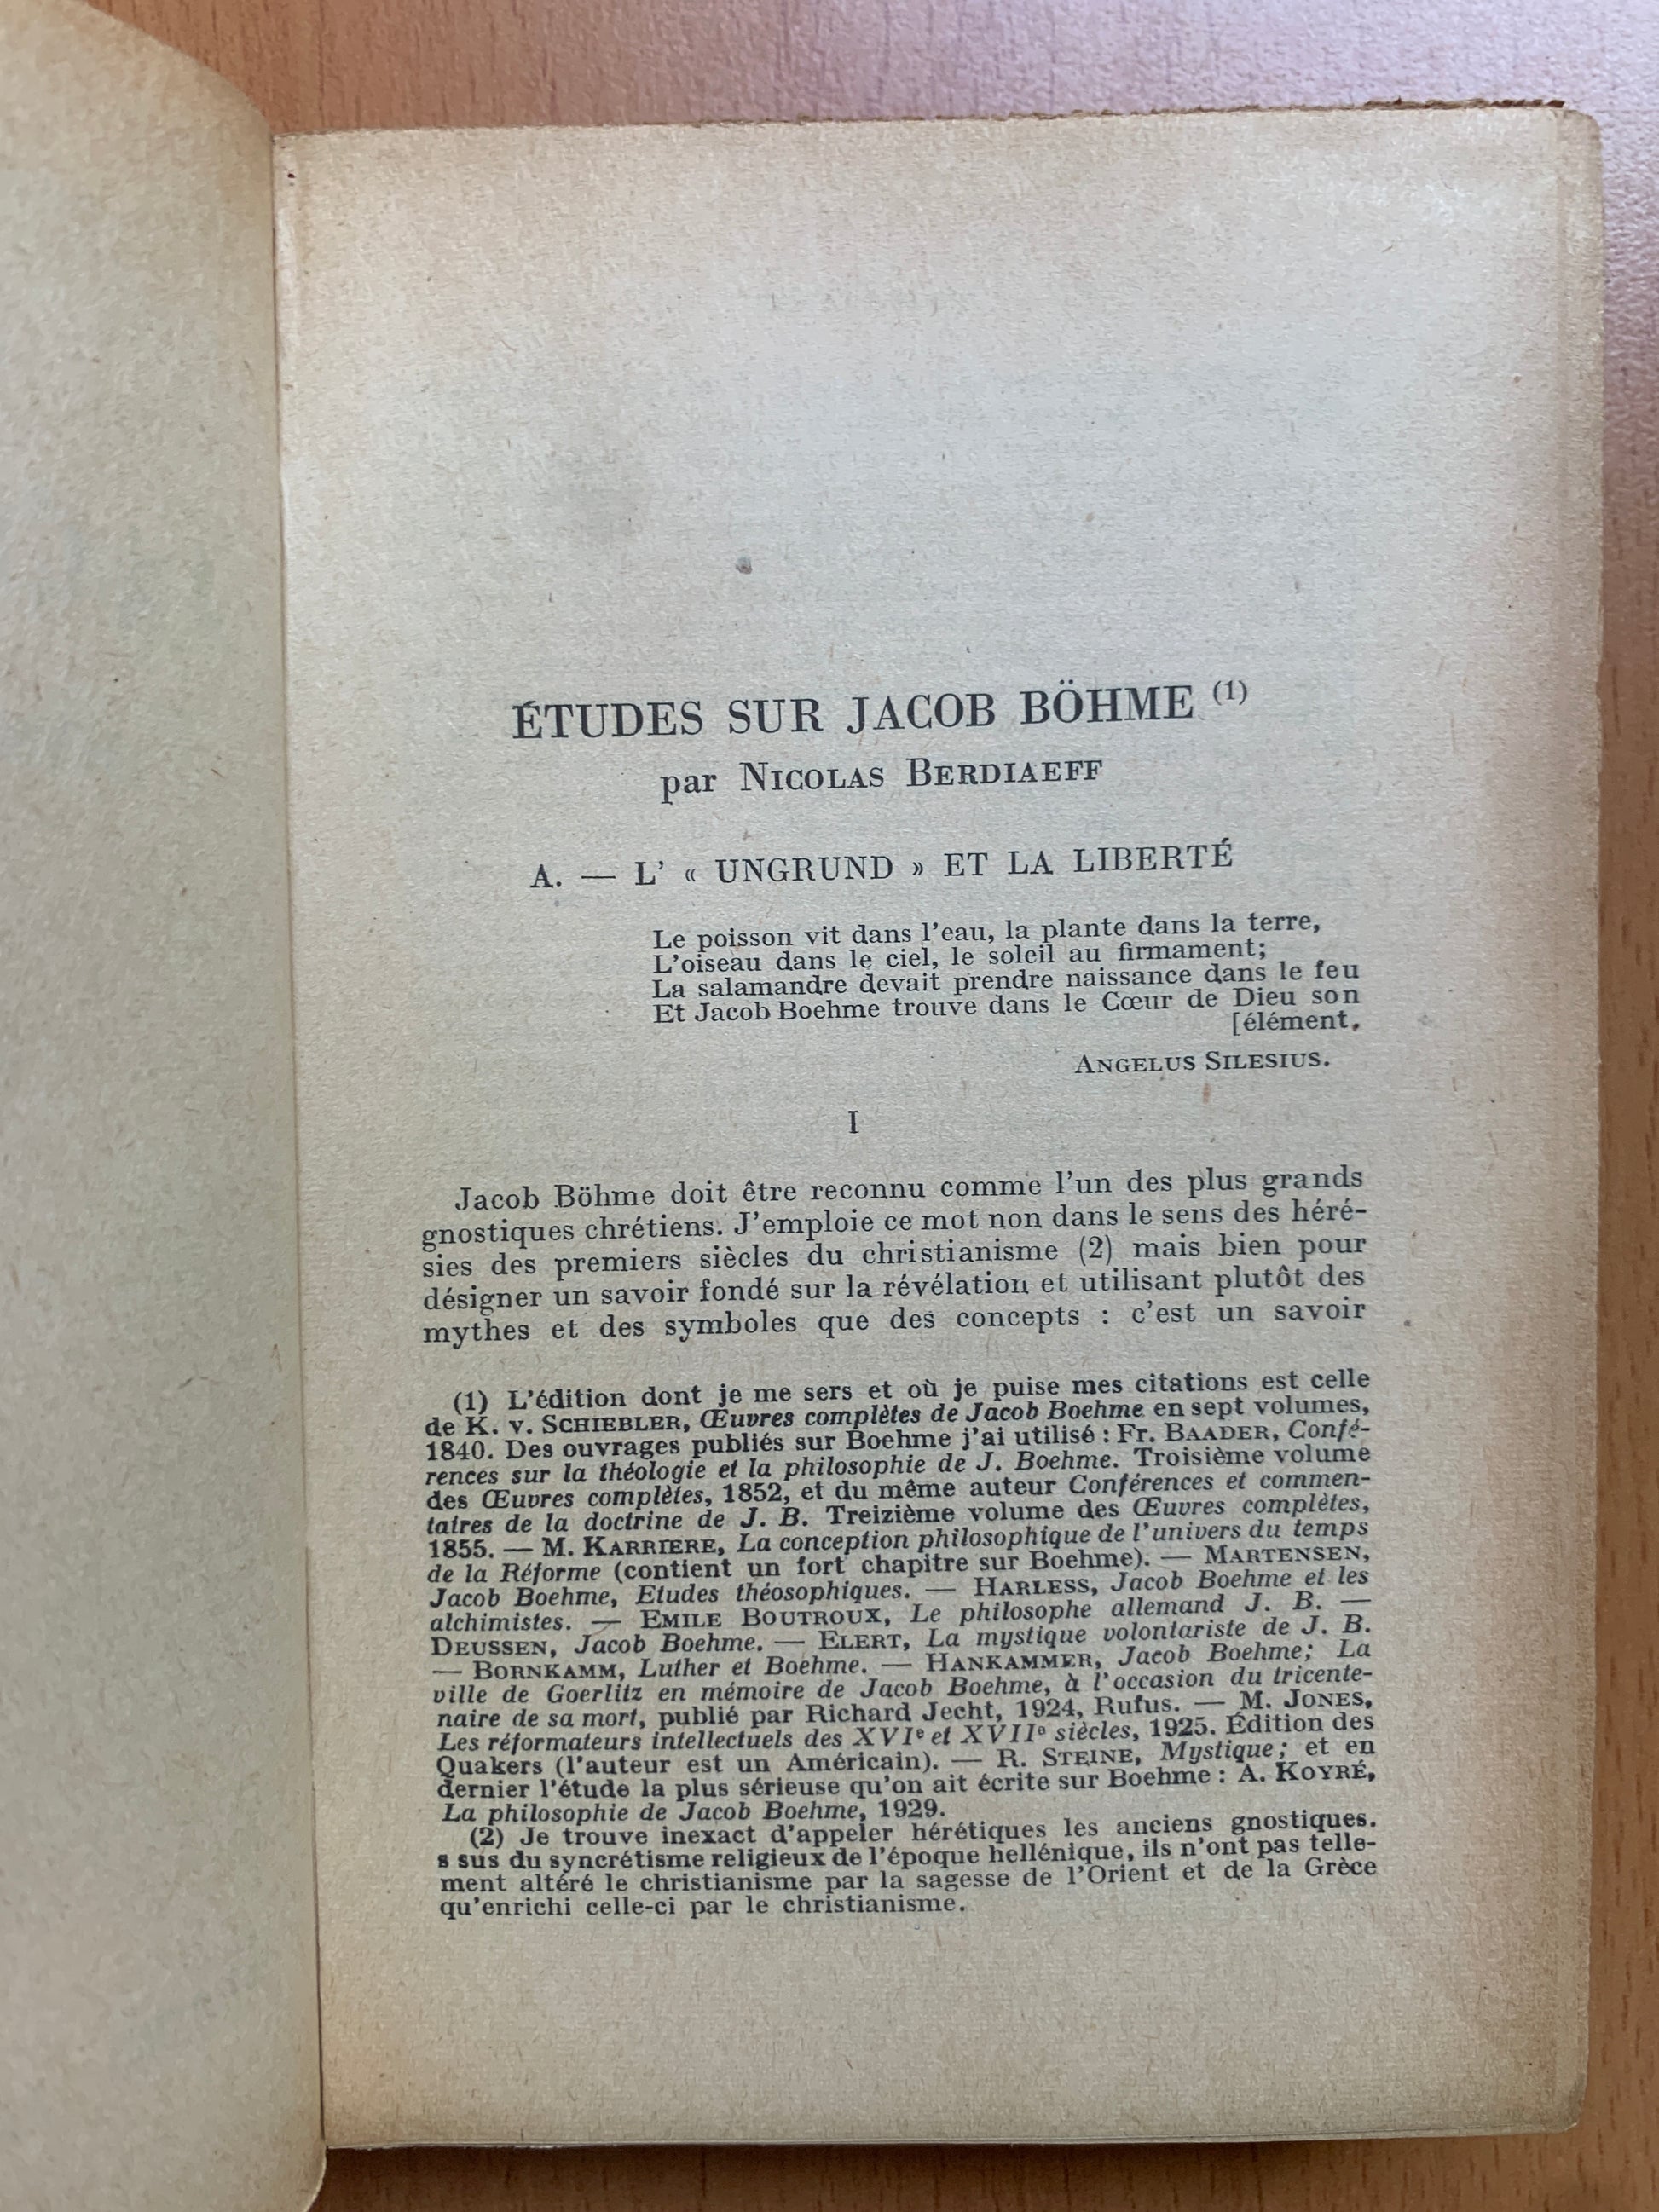 ÉTUDES SUR JACOB BÖHME (1)
par NICOLAS BERDIAEFF
A. — L' « UNGRUND » ET LA LIBERTÉ
Le poisson vit dans l'eau, la plante dans la terre,
L'oiseau dans le ciel, le soleil au firmament;
La salamandre devait prendre naissance dans le feu
Et Jacob Boehme trouve dans le Cœur de Dieu son
[élément.
ANGELUS SILESIUS.
I
Jacob Böhme doit être reconnu comme l'un des plus grands
gnostiques chrétiens. J'emploie ce mot non dans le sens des héré-
sies des premiers siècles du christianisme (2) mais bien pour
désigner un savoir fondé sur la révélation et utilisant plutôt des
mythes et des symboles que des concepts : c'est un savoir
(1) L'édition dont je me sers et où je puise mes citations est celle
de K. v. SCHIEBLER, Œuvres complètes de Jacob Boehme en sept volumes,
1840. Des ouvrages publiés sur Boehme j'ai utilisé : Fr. BAADER, Confé-
rences sur la théologie et la philosophie de J. Boehme. Troisième volume
des Œuvres complètes, 1852, et du même auteur Conférences et commen-
taires de la doctrine de J. B. Treizième volume des Œuvres complètes,
1855. — M. KARRIERE, La conception philosophique de l'univers du temps
de la Réforme (contient un fort chapitre sur Boehme). — MARTENSEN,
Jacob Boehme, Etudes théosophiques. — HARLESS, Jacob Boehme et les
alchimistes. — EMILE BOUTROUX, Le philosophe allemand J. B. —
DEUSSEN, Jacob Boehme. — ELERT, La mystique volontariste de J. B.
— BORNKAMM, Luther et Boehme. — HANKAMMER, Jacob Boehme; La
ville de Goerlitz en mémoire de Jacob Boehme, à l'occasion du tricente-
naire de sa mort, publié par Richard Jecht, 1924, Rufus. — M. JONES,
Les réformateurs intellectuels des XVIe et XVIIe siècles, 1925. Édition des
Quakers (l'auteur est un Américain). — R. STEINE, Mystique; et en
dernier l'étude la plus sérieuse qu'on ait écrite sur Boehme : A. KOYRÉ,
La philosophie de Jacob Boehme, 1929.
(2) Je trouve inexact d'appeler hérétiques les anciens gnostiques.
s sus du syncrétisme religieux de l'époque hellénique, ils n'ont pas telle-
ment altéré le christianisme par la sagesse de l'Orient et de la Grèce
qu'enrichi celle-ci par le christianisme.